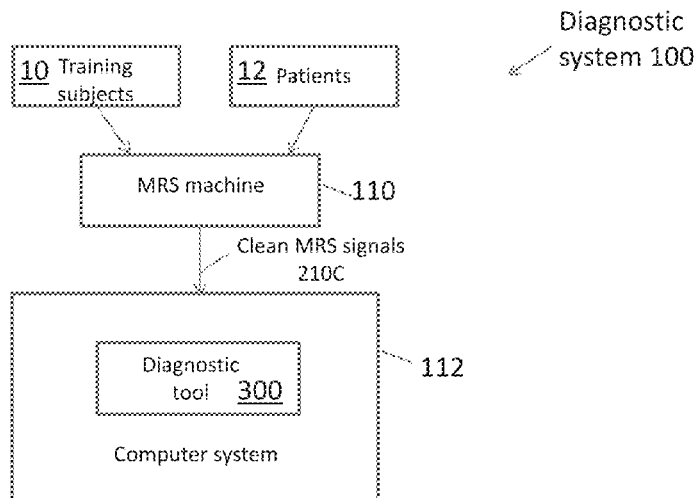 Diagnostic
system 100
10 Training
subjects
12 Patients
MRS machine
110
Clean MRS signals
210C
Diagnostic
tool 300
112
Computer system